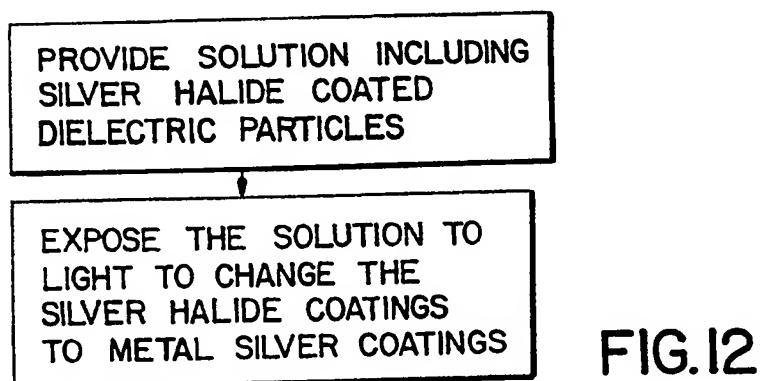 PROVIDE SOLUTION INCLUDING
SILVER HALIDE COATED
DIELECTRIC PARTICLES
EXPOSE THE SOLUTION TO
LIGHT TO CHANGE THE
SILVER HALIDE COATINGS
TO METAL SILVER COATINGS
FIG.12